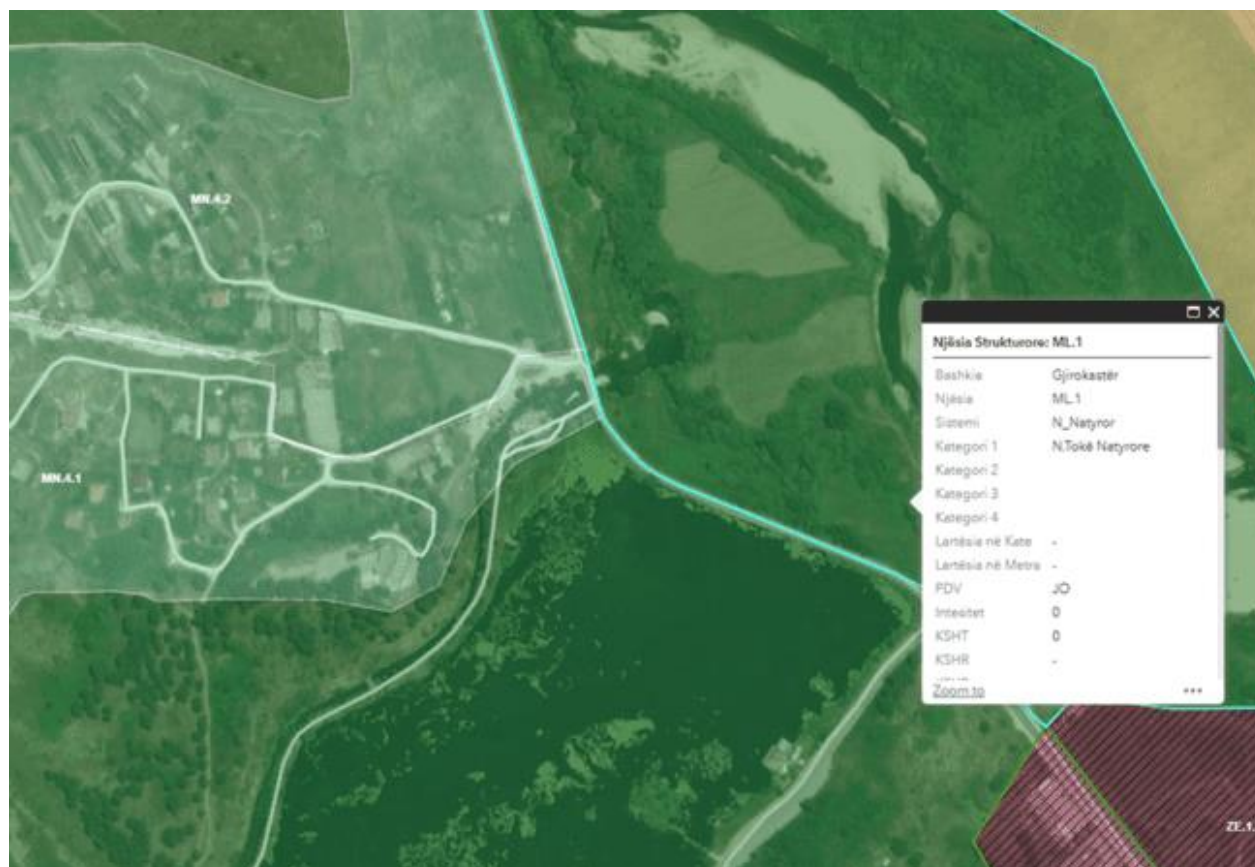 MN.4.2
Njësia Strukturore: ML.1
Bashkie Gjirokastër
Njësia ML.1
Sistemi N_Natyror
Kategori 1 N.Tokë Natyrore
Kategori 2
Kategori 3
MN.4.1
Kategori 4
Lartësia në Kate -
Lartësia në Metra -
PDV JO
Intesitet 0
KSHT 0
KSHR -
Zoom to
ZE.1.